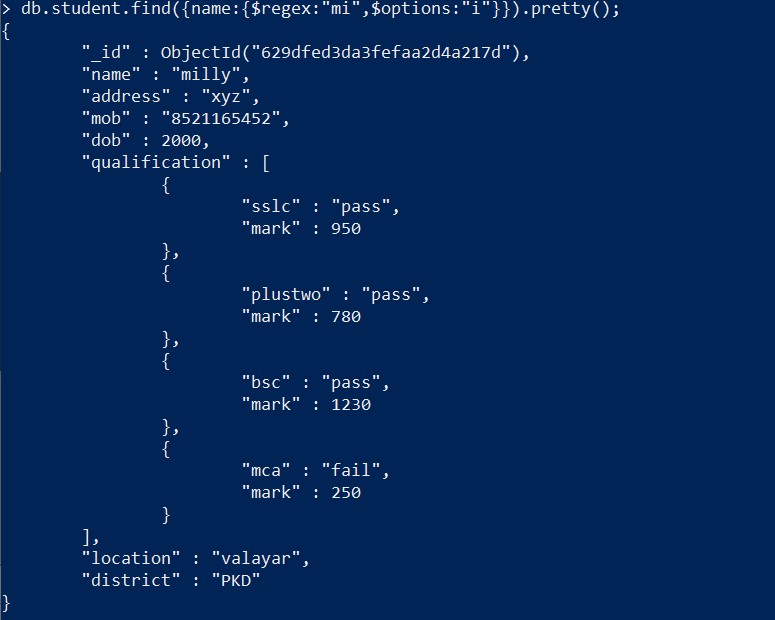 > db.student.find({name:{$regex:"mi",$options:"i"}}).pretty();
{
        "_id" : ObjectId("629dfed3da3fefaa2d4a217d"),
        "name" : "milly",
        "address" : "xyz",
        "mob" : "8521165452",
        "dob" : 2000,
        "qualification" : [
                {
                        "sslc" : "pass",
                        "mark" : 950
                },
                {
                        "plustwo" : "pass",
                        "mark" : 780
                },
                {
                        "bsc" : "pass",
                        "mark" : 1230
                },
                {
                        "mca" : "fail",
                        "mark" : 250
                }
        ],
        "location" : "valayar",
        "district" : "PKD"
}